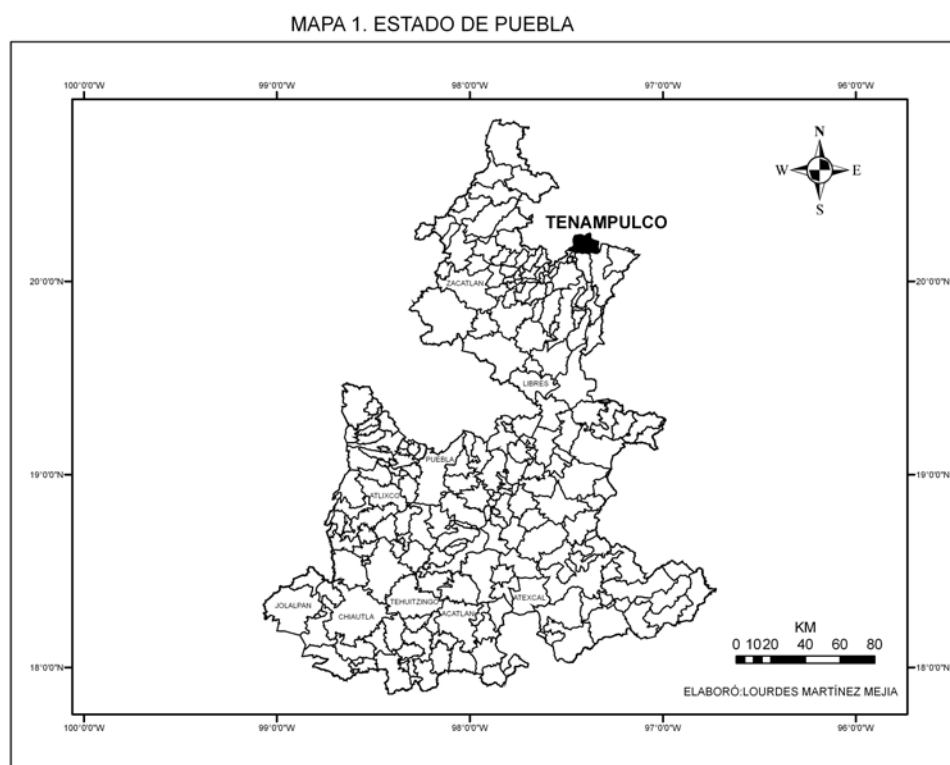 MAPA 1. ESTADO DE PUEBLA
100°0'0"W 99°0'0"W 98°0'0"W 97°0'0"W 96°0'0"W
N
W E
S
TENAMPULCO
20°0'0"N 20°0'0"N
ZACATLAN
LIBRES
PUEBLA
19°0'0"N 19°0'0"N
ATLIXCO
ATEXCAL
JOLALPAN TEHUITZINGO
CHIAUTLA ACATLAN
KM
0 10 20 40 60 80
18°0'0"N 18°0'0"N
ELABORÓ:LOURDES MARTÍNEZ MEJIA
100°0'0"W 99°0'0"W 98°0'0"W 97°0'0"W 96°0'0"W